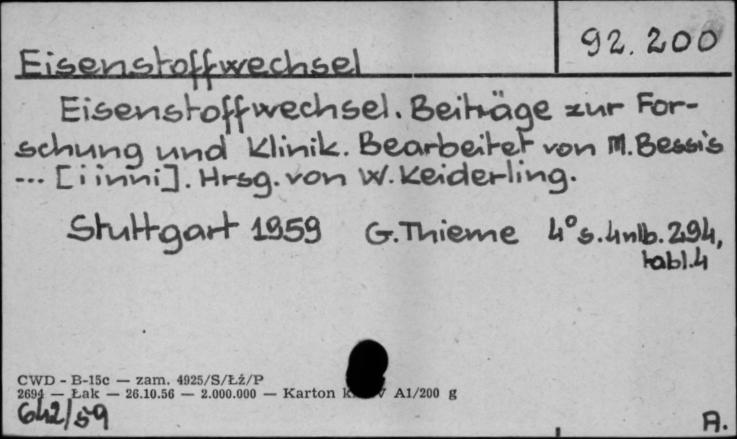 92.200
Eisenstoffwechsel
Eisenstoffwechsel. Beiträge zur For-
schung und Klinik. Bearbeitet von M. Bessis
... [i inni]. Hrsg. von W. Keiderling.
Stuttgart 1959 G. Thieme 4° s. 4nlb. 294,
tabl. 4
CWD - B-15c — zam. 4925/S/Łź/P
2694 — Łak — 26.10.56 — 2.000.000 — Karton A1/200 g
642/59
A.